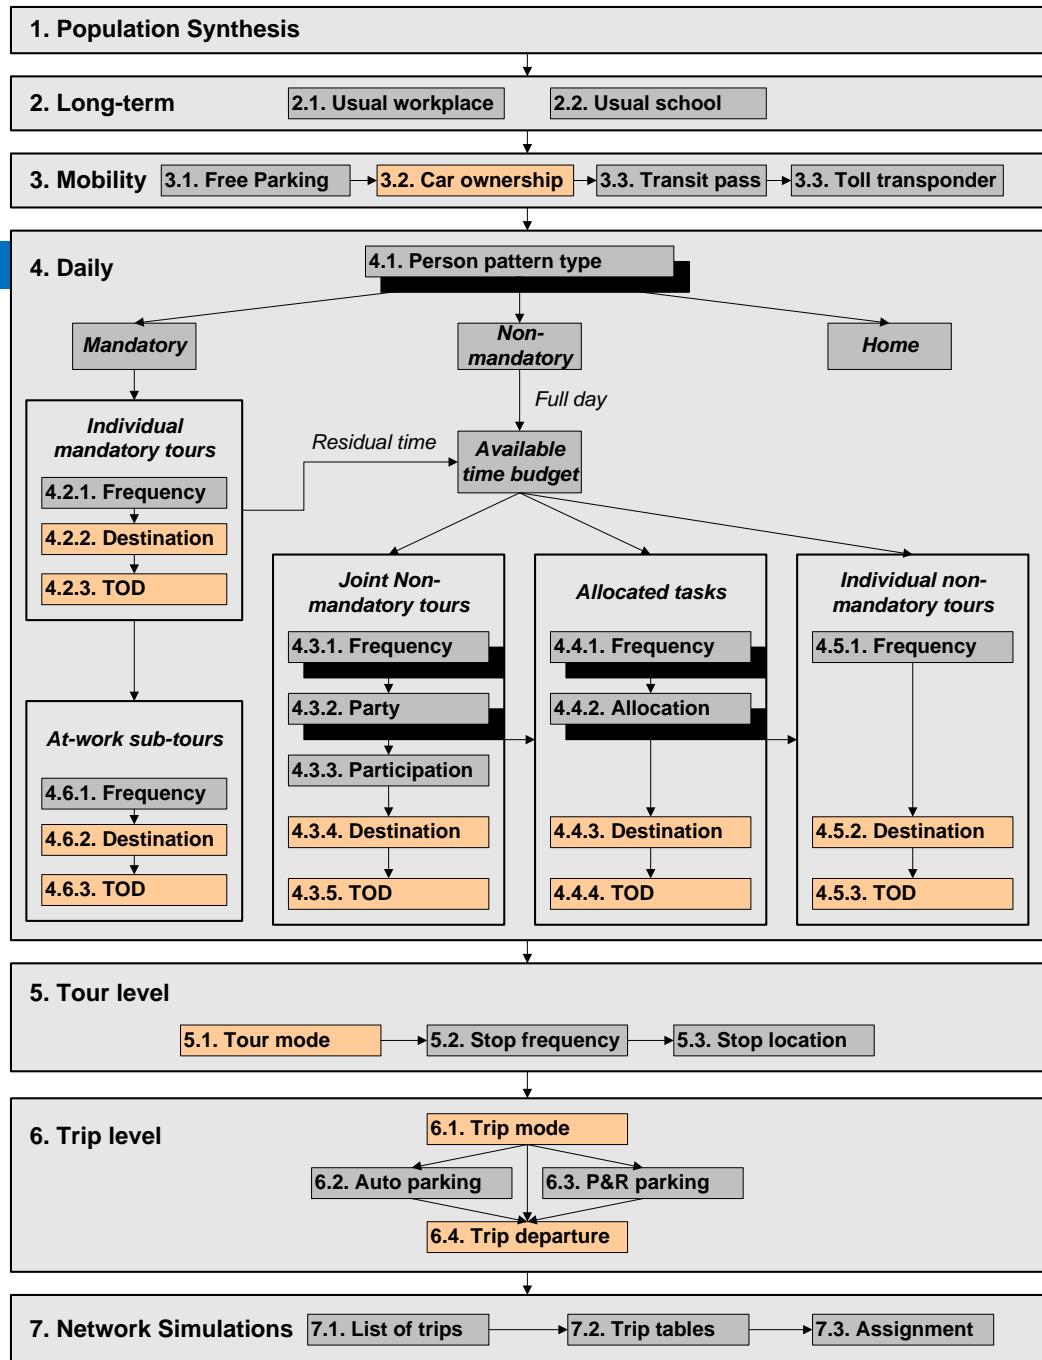 1. Population Synthesis
2. Long-term
2.1. Usual workplace
2.2. Usual school
3. Mobility
3.1. Free Parking
3.2. Car ownership
3.3. Transit pass
3.3. Toll transponder
4. Daily
4.1. Person pattern type
Mandatory
Non-
mandatory
Home
Full day
Individual
mandatory tours
4.2.1. Frequency
4.2.2. Destination
4.2.3. TOD
Residual time
Available
time budget
Joint Non-
mandatory tours
4.3.1. Frequency
4.3.2. Party
4.3.3. Participation
4.3.4. Destination
4.3.5. TOD
Allocated tasks
4.4.1. Frequency
4.4.2. Allocation
4.4.3. Destination
4.4.4. TOD
Individual non-
mandatory tours
4.5.1. Frequency
4.5.2. Destination
4.5.3. TOD
At-work sub-tours
4.6.1. Frequency
4.6.2. Destination
4.6.3. TOD
5. Tour level
5.1. Tour mode
5.2. Stop frequency
5.3. Stop location
6. Trip level
6.1. Trip mode
6.2. Auto parking
6.3. P&R parking
6.4. Trip departure
7. Network Simulations
7.1. List of trips
7.2. Trip tables
7.3. Assignment